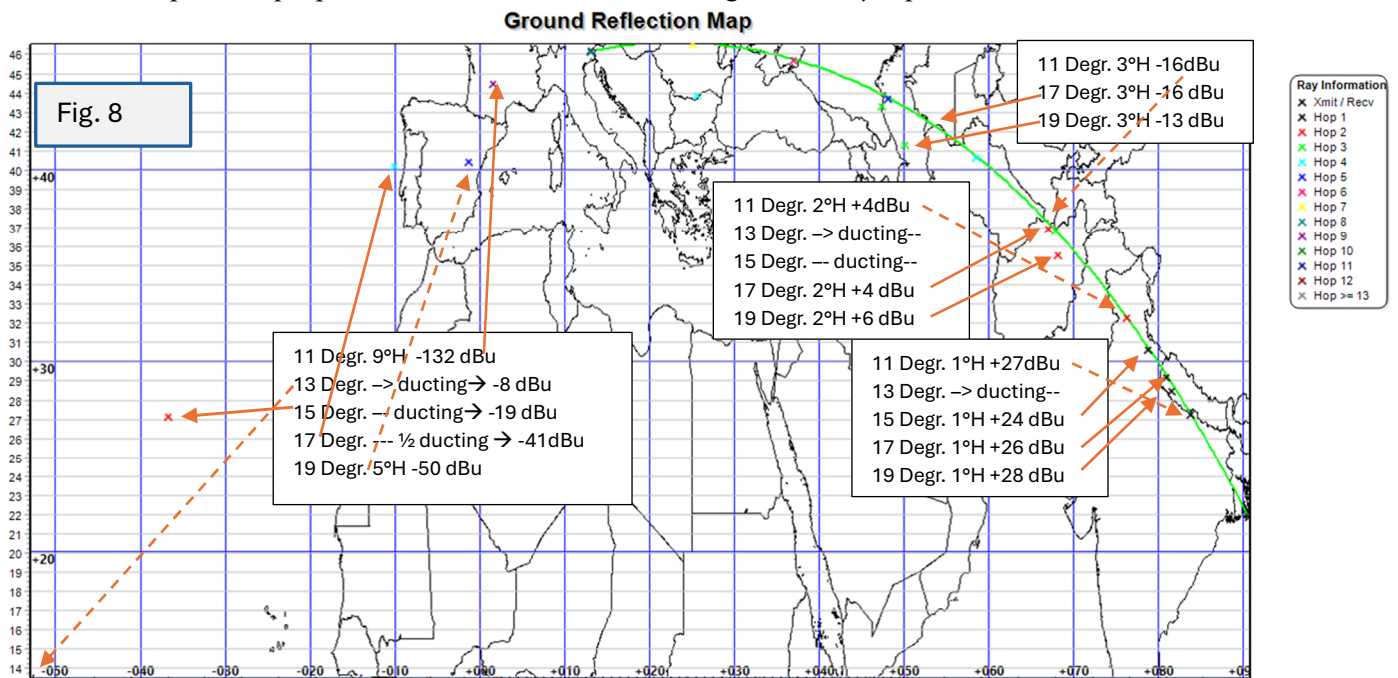 Ground Reflection Map
Fig. 8
11 Degr. 3°H -16dBu
17 Degr. 3°H -16 dBu
19 Degr. 3°H -13 dBu
11 Degr. 2°H +4dBu
13 Degr. –> ducting--
15 Degr. –- ducting--
17 Degr. 2°H +4 dBu
19 Degr. 2°H +6 dBu
11 Degr. 9°H -132 dBu
13 Degr. –> ducting→ -8 dBu
15 Degr. –- ducting→ -19 dBu
17 Degr. --- ½ ducting → -41dBu
19 Degr. 5°H -50 dBu
11 Degr. 1°H +27dBu
13 Degr. –> ducting--
15 Degr. 1°H +24 dBu
17 Degr. 1°H +26 dBu
19 Degr. 1°H +28 dBu
Ray Information
x Xmit / Recv
x Hop 1
x Hop 2
x Hop 3
x Hop 4
x Hop 5
x Hop 6
x Hop 7
x Hop 8
x Hop 9
x Hop 10
x Hop 11
x Hop 12
x Hop >= 13
46
45
44
43
42
41
40
39
38
37
36
35
34
33
32
31
30
29
28
27
26
25
24
23
22
21
20
19
18
17
16
15
14
+40
+30
+20
-050
-040
-030
-020
-010
+000
+010
+020
+030
+040
+050
+060
+070
+080
+09